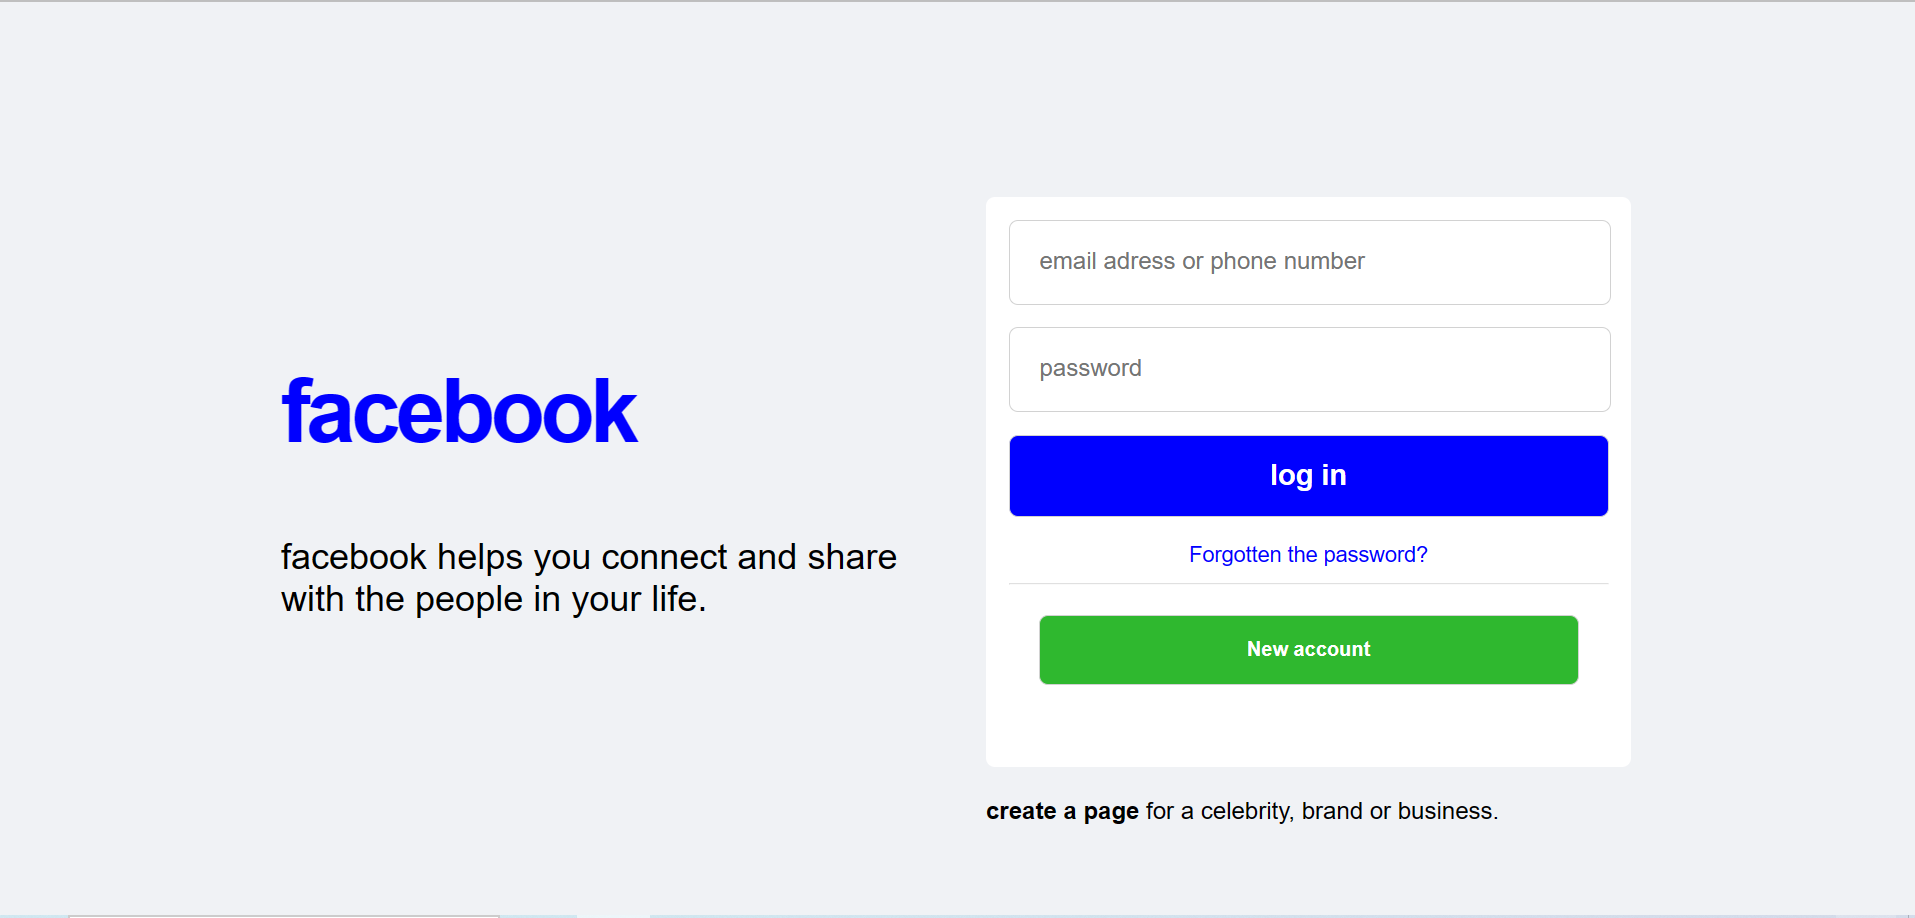 facebook
facebook helps you connect and share
with the people in your life.
email adress or phone number
password
log in
Forgotten the password?
New account
create a page for a celebrity, brand or business.